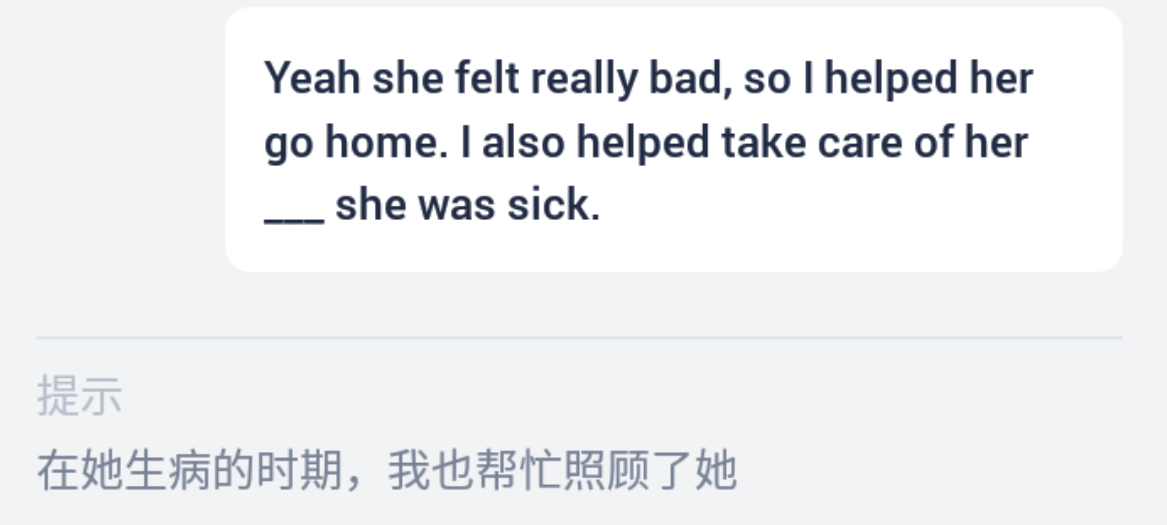 Yeah she felt really bad, so I helped her
go home. I also helped take care of her
___ she was sick.
提示
在她生病的时期，我也帮忙照顾了她